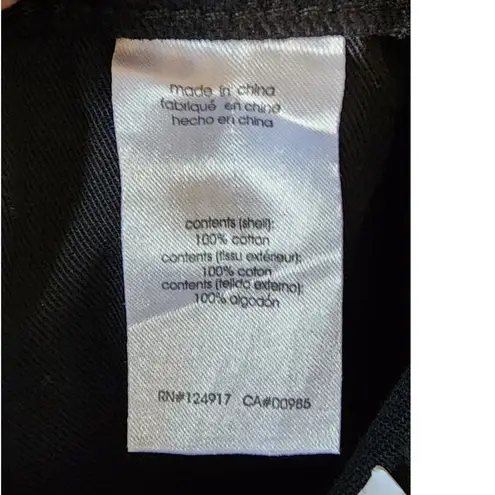 made in china
fabriqué en chine
hecho en china
contents (shell):
100% cotton
contents (tissu extérieur):
100% coton
contents (tejido externo):
100% algodón
RN#124917 CA#00985